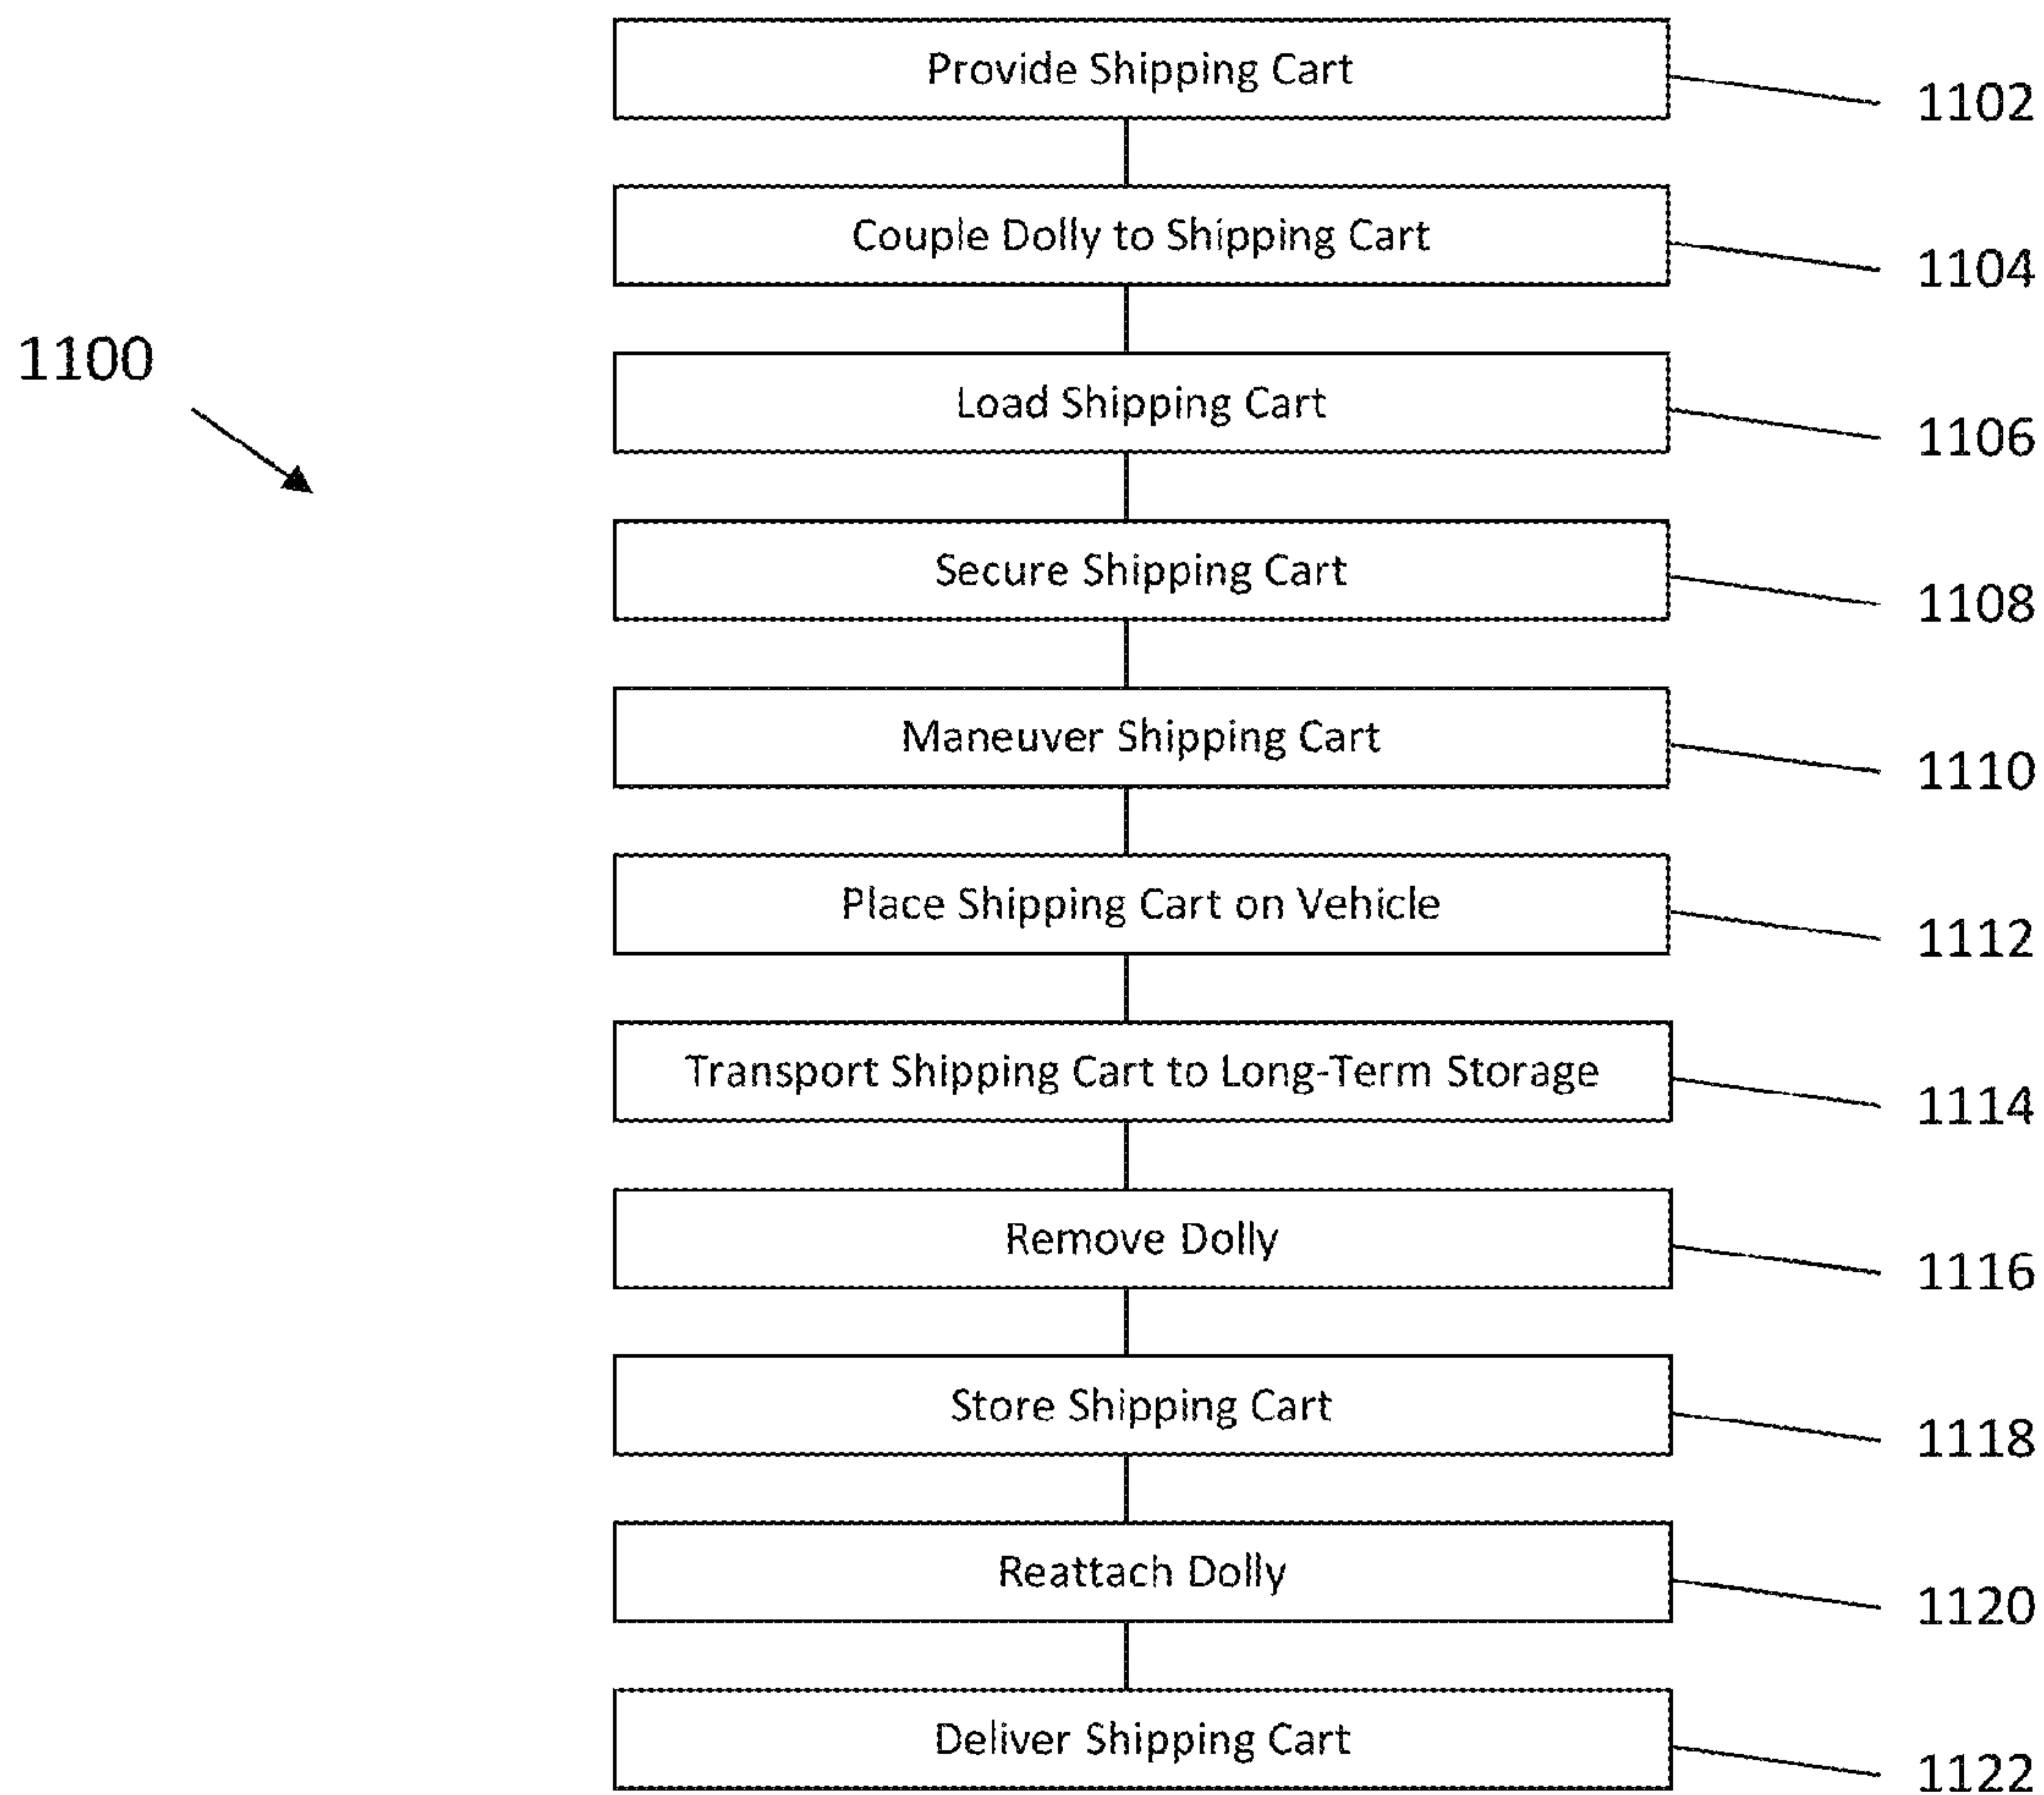 Provide Shipping Cart
1102
Couple Dolly to Shipping Cart
1104
1100
Load Shipping Cart
1106
Secure Shipping Cart
1108
Maneuver Shipping Cart
1110
Place Shipping Cart on Vehicle
1112
Transport Shipping Cart to Long-Term Storage
1114
Remove Dolly
1116
Store Shipping Cart
1118
Reattach Dolly
1120
Deliver Shipping Cart
1122